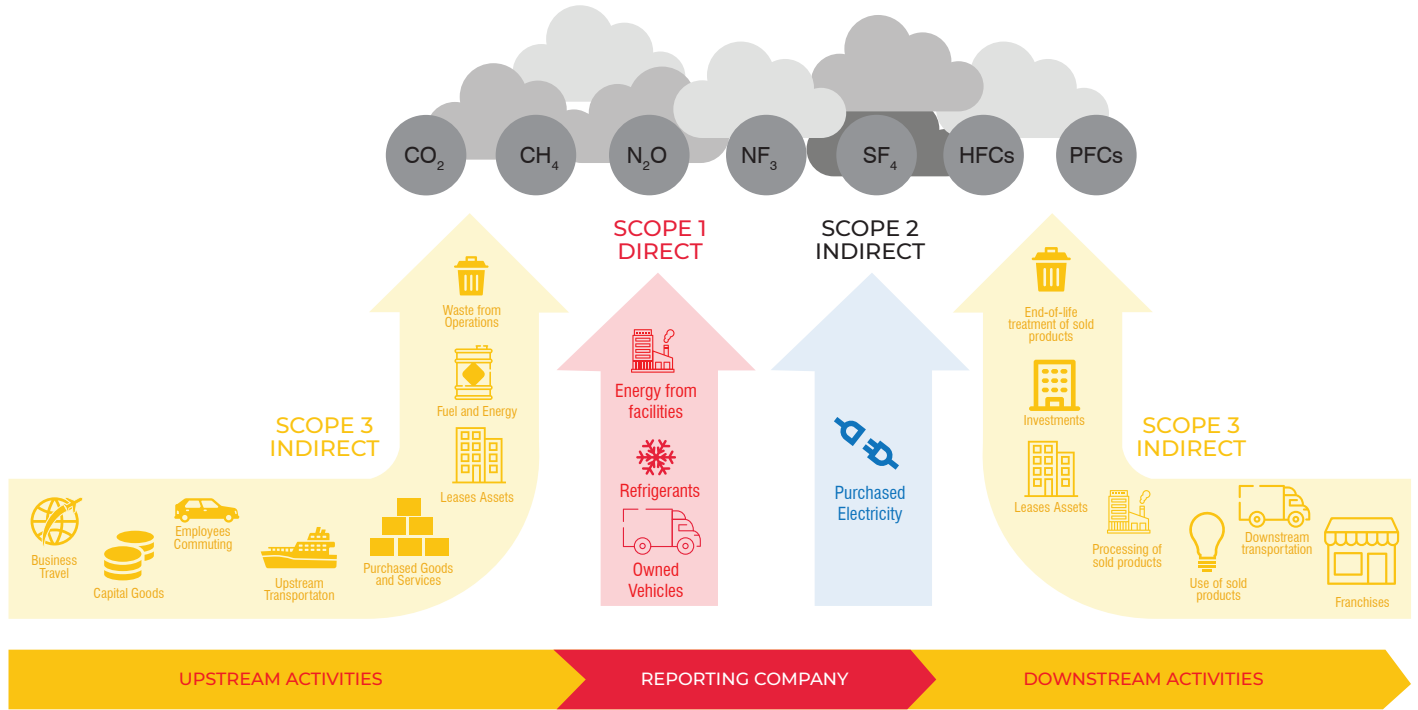 CO2
CH4
N2O
NF3
SF4
HFCs
PFCs
SCOPE 1
DIRECT
SCOPE 2
INDIRECT
Waste from
Operations
Fuel and Energy
Leases Assets
SCOPE 3
INDIRECT
Business
Travel
Capital Goods
Employees
Commuting
Upstream
Transportaton
Purchased Goods
and Services
Energy from
facilities
Refrigerants
Owned
Vehicles
Purchased
Electricity
End-of-life
treatment of sold
products
Investments
Leases Assets
SCOPE 3
INDIRECT
Processing of
sold products
Use of sold
products
Downstream
transportation
Franchises
UPSTREAM ACTIVITIES
REPORTING COMPANY
DOWNSTREAM ACTIVITIES